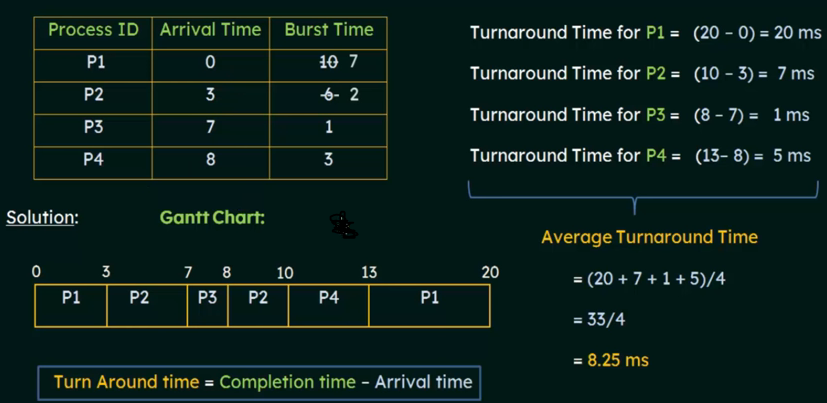 Process ID Arrival Time Burst Time
P1 0 10 7
P2 3 6 2
P3 7 1
P4 8 3
Turnaround Time for P1 = (20 - 0) = 20 ms
Turnaround Time for P2 = (10 - 3) = 7 ms
Turnaround Time for P3 = (8 - 7) = 1 ms
Turnaround Time for P4 = (13- 8) = 5 ms
Solution: Gantt Chart:
0 3 7 8 10 13 20
P1 P2 P3 P2 P4 P1
Turn Around time = Completion time - Arrival time
Average Turnaround Time
= (20 + 7 + 1 + 5)/4
= 33/4
= 8.25 ms